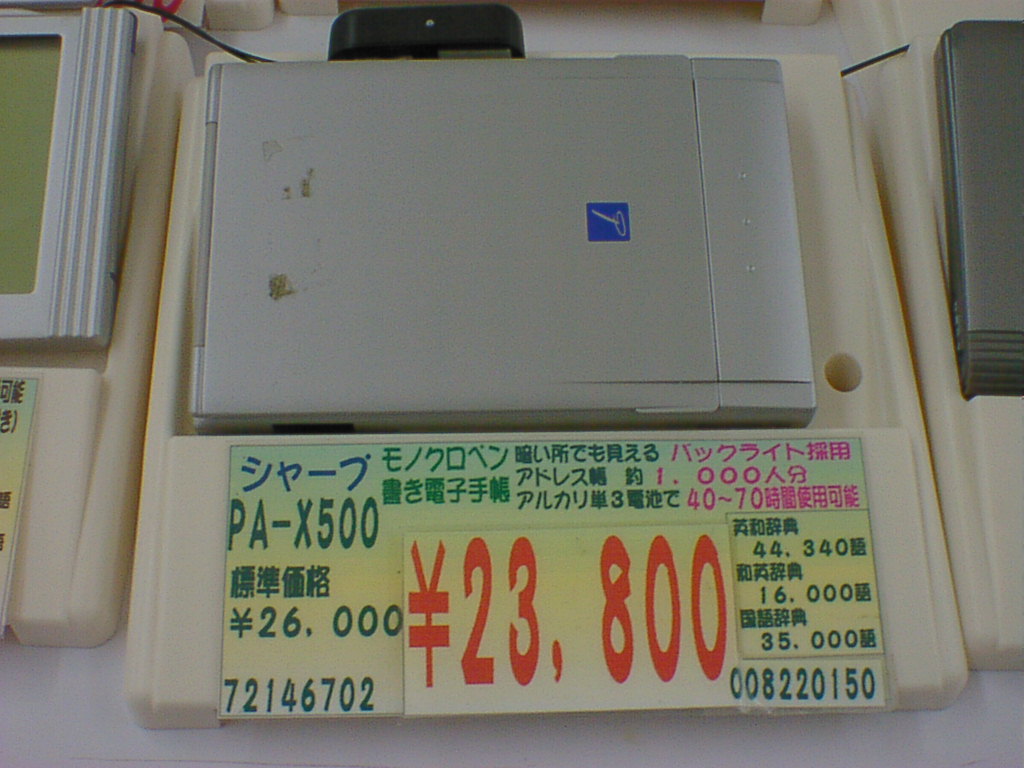 シャープ
PA-X500
標準価格
¥26,000
72146702
モノクロペン
書き電子手帳
暗い所でも見える バックライト採用
アドレス帳 約1,000人分
アルカリ単3電池で 40~70時間使用可能
¥23,800
英和辞典
44,340語
和英辞典
16,000語
国語辞典
35,000語
008220150
可能
き)
語